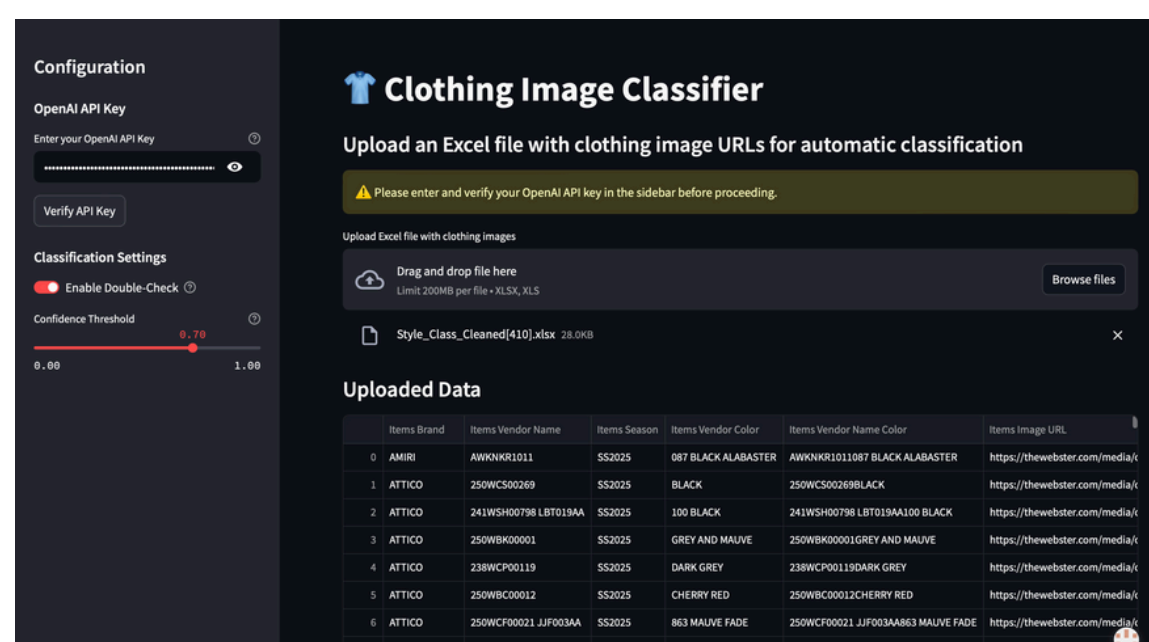 Configuration
OpenAI API Key
Enter your OpenAI API Key
Verify API Key
Classification Settings
Enable Double-Check
Confidence Threshold
0.70
0.00 1.00
Clothing Image Classifier
Upload an Excel file with clothing image URLs for automatic classification
Please enter and verify your OpenAI API key in the sidebar before proceeding.
Upload Excel file with clothing images
Drag and drop file here
Limit 200MB per file • XLSX, XLS
Browse files
Style_Class_Cleaned[410].xlsx 28.0KB
Uploaded Data
Items Brand Items Vendor Name Items Season Items Vendor Color Items Vendor Name Color Items Image URL
0 AMIRI AWKNKR1011 SS2025 087 BLACK ALABASTER AWKNKR1011087 BLACK ALABASTER https://thewebster.com/media/c
1 ATTICO 250WCS00269 SS2025 BLACK 250WCS00269BLACK https://thewebster.com/media/c
2 ATTICO 241WSH00798 LBT019AA SS2025 100 BLACK 241WSH00798 LBT019AA100 BLACK https://thewebster.com/media/c
3 ATTICO 250WBK00001 SS2025 GREY AND MAUVE 250WBK00001GREY AND MAUVE https://thewebster.com/media/c
4 ATTICO 238WCP00119 SS2025 DARK GREY 238WCP00119DARK GREY https://thewebster.com/media/c
5 ATTICO 250WBC00012 SS2025 CHERRY RED 250WBC00012CHERRY RED https://thewebster.com/media/c
6 ATTICO 250WCF00021 JJF003AA SS2025 863 MAUVE FADE 250WCF00021 JJF003AA863 MAUVE FADE https://thewebster.com/media/c